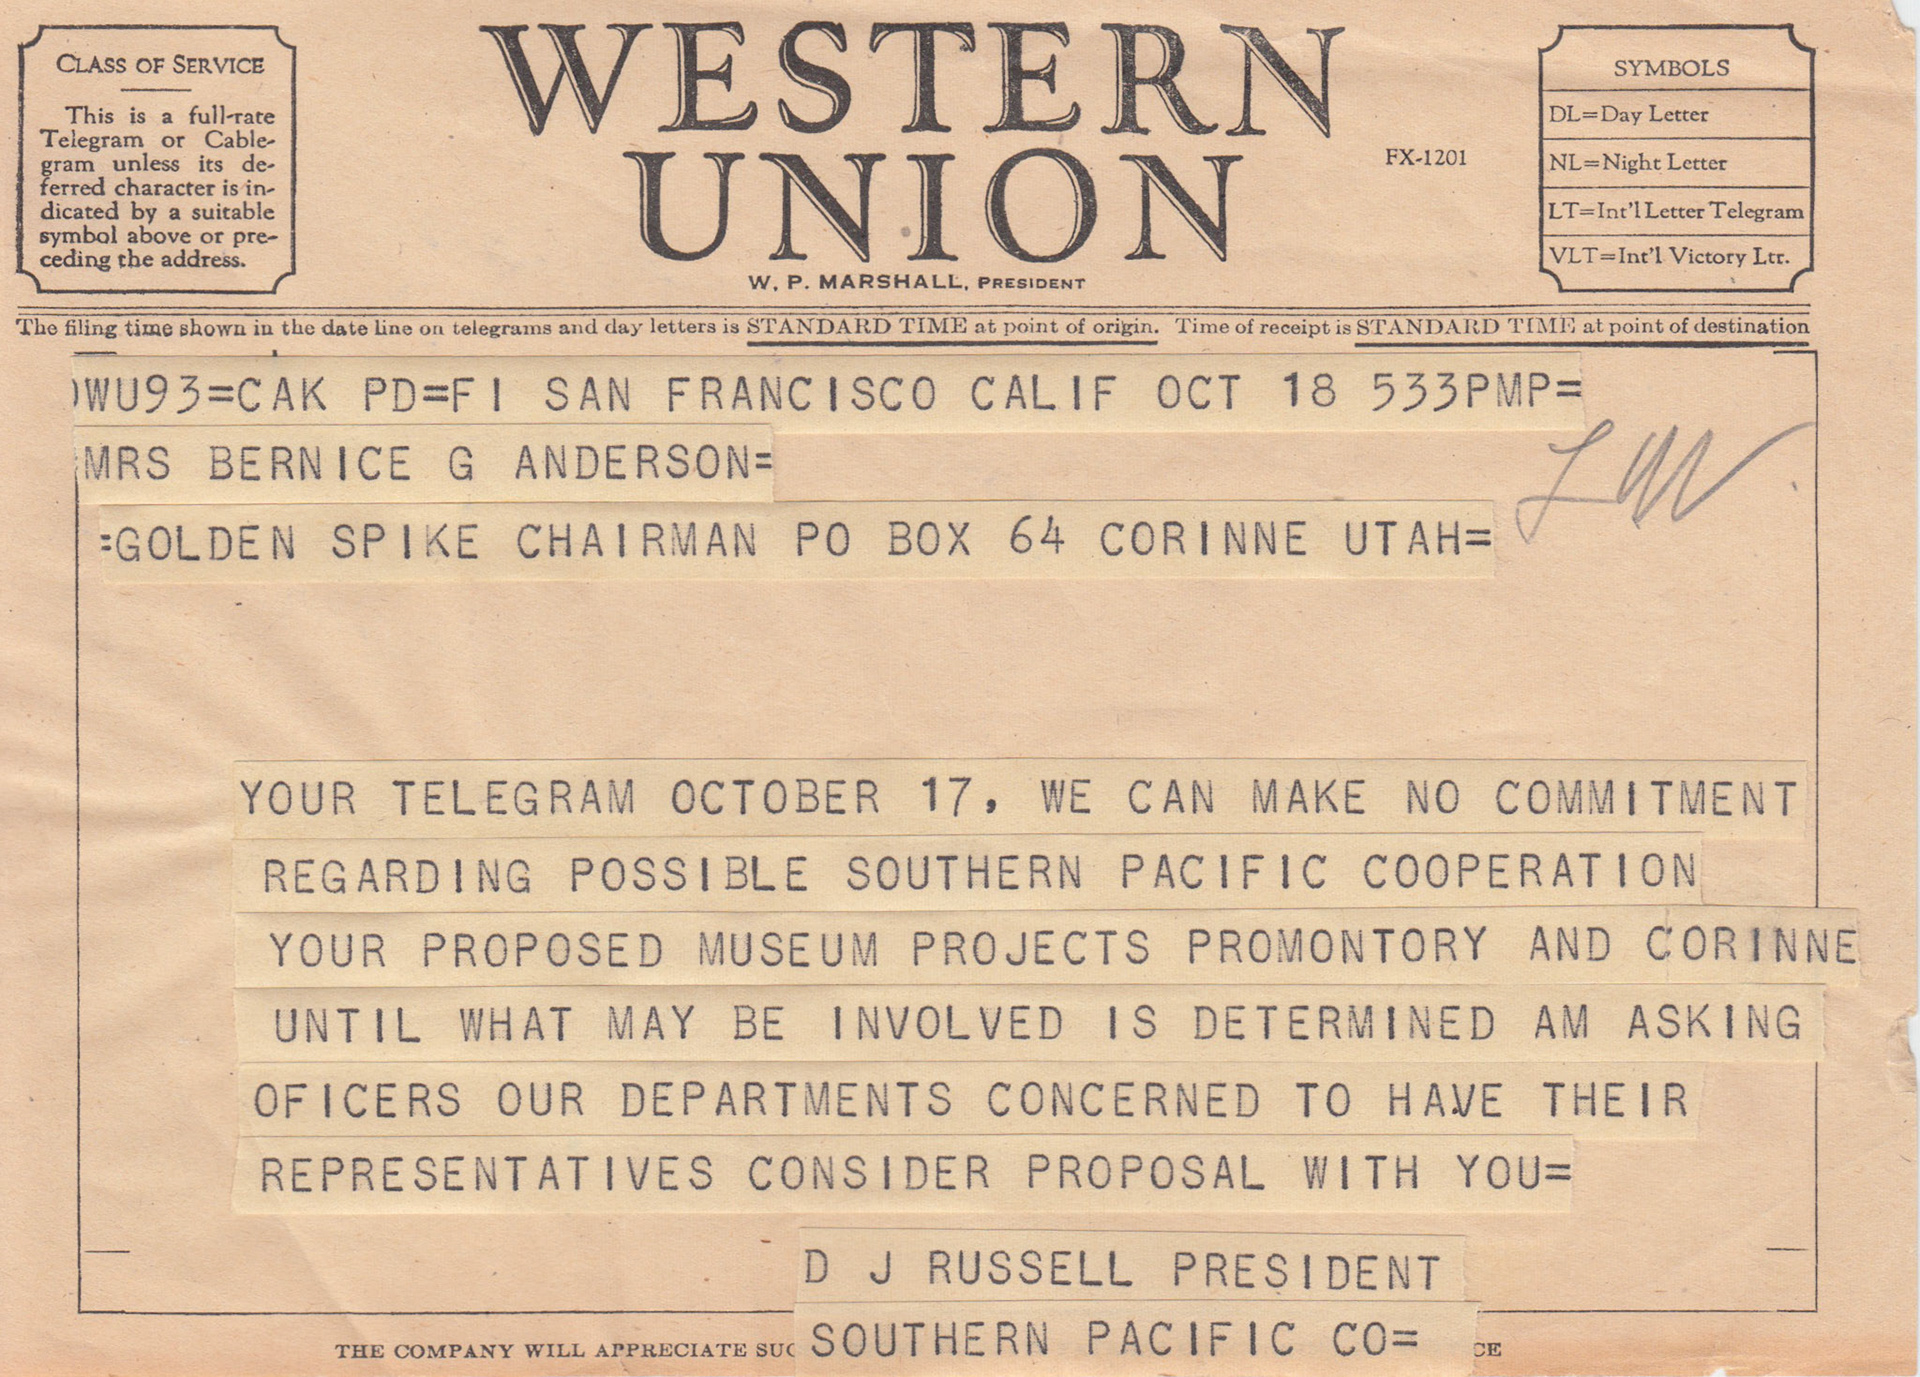 CLASS OF SERVICE
This is a full-rate
Telegram or Cable-
gram unless its de-
ferred character is in-
dicated by a suitable
symbol above or pre-
ceding the address.
WESTERN
UNION
W. P. MARSHALL, PRESIDENT
FX-1201
SYMBOLS
DL=Day Letter
NL=Night Letter
LT=Int'l Letter Telegram
VLT=Int'l Victory Ltr.
The filing time shown in the date line on telegrams and day letters is STANDARD TIME at point of origin. Time of receipt is STANDARD TIME at point of destination
WU93=CAK PD=FI SAN FRANCISCO CALIF OCT 18 533PMP=
MRS BERNICE G ANDERSON=
=GOLDEN SPIKE CHAIRMAN PO BOX 64 CORINNE UTAH=
YOUR TELEGRAM OCTOBER 17, WE CAN MAKE NO COMMITMENT
REGARDING POSSIBLE SOUTHERN PACIFIC COOPERATION
YOUR PROPOSED MUSEUM PROJECTS PROMONTORY AND CORINNE
UNTIL WHAT MAY BE INVOLVED IS DETERMINED AM ASKING
OFICERS OUR DEPARTMENTS CONCERNED TO HAVE THEIR
REPRESENTATIVES CONSIDER PROPOSAL WITH YOU=
D J RUSSELL PRESIDENT
SOUTHERN PACIFIC CO=
THE COMPANY WILL APPRECIATE